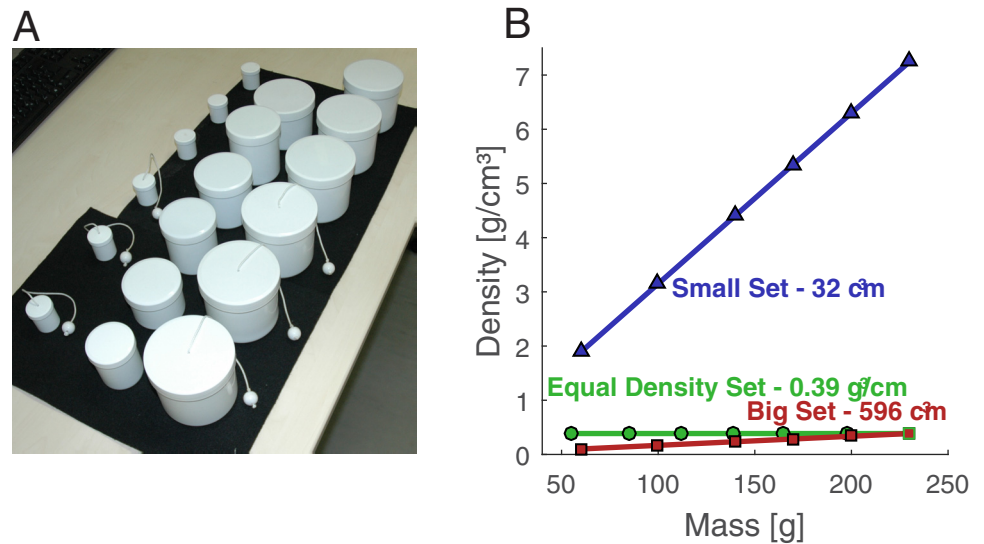 A
B
Density [g/cm³]
7
6
5
4
3
2
1
0
Small Set - 32 cm³
Equal Density Set - 0.39 g/cm³
Big Set - 596 cm³
50
100
150
200
250
Mass [g]